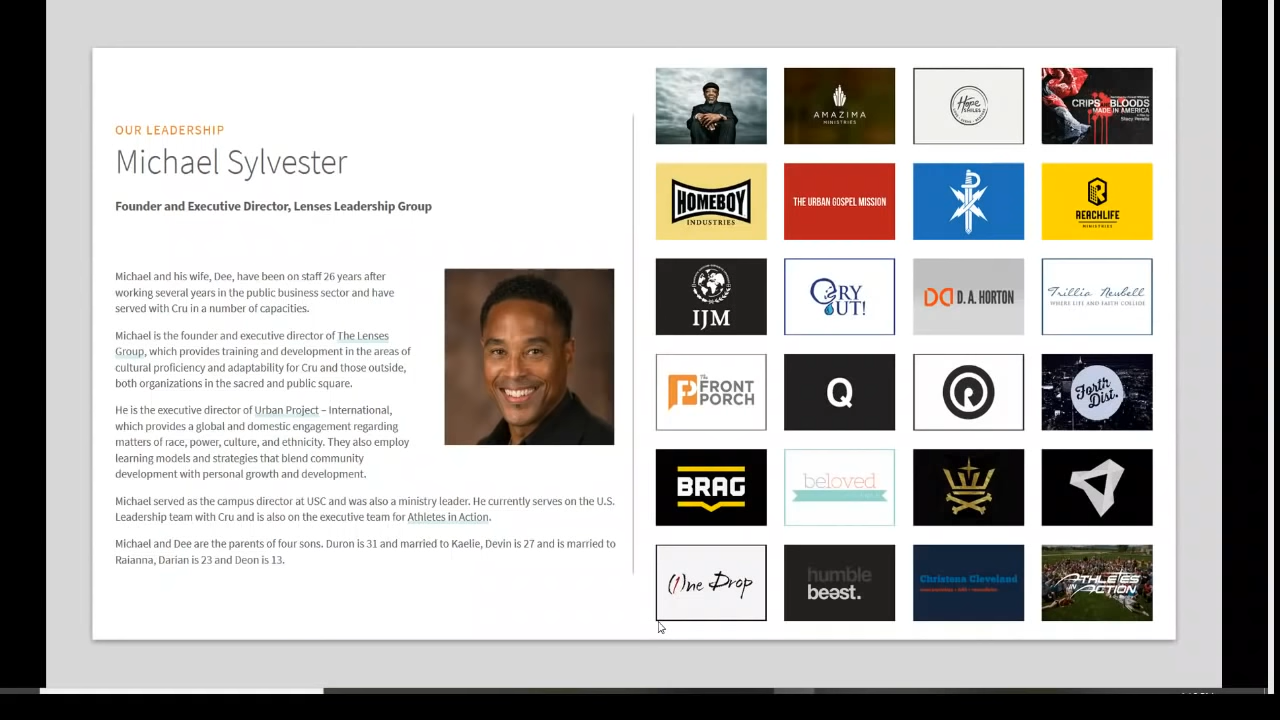 OUR LEADERSHIP
Michael Sylvester
Founder and Executive Director, Lenses Leadership Group
Michael and his wife, Dee, have been on staff 26 years after
working several years in the public business sector and have
served with Cru in a number of capacities.
Michael is the founder and executive director of The Lenses
Group, which provides training and development in the areas of
cultural proficiency and adaptability for Cru and those outside,
both organizations in the sacred and public square.
He is the executive director of Urban Project – International,
which provides a global and domestic engagement regarding
matters of race, power, culture, and ethnicity. They also employ
learning models and strategies that blend community
development with personal growth and development.
Michael served as the campus director at USC and was also a ministry leader. He currently serves on the U.S.
Leadership team with Cru and is also on the executive team for Athletes in Action.
Michael and Dee are the parents of four sons. Duron is 31 and married to Kaelie, Devin is 27 and is married to
Raianna, Darian is 23 and Deon is 13.
AMAZIMA
MINISTRIES
Hope
SMILES
CRIPS AND BLOODS
MADE IN AMERICA
Stacy Peralta
HOMEBOY
INDUSTRIES
THE URBAN GOSPEL MISSION
REACHLIFE
MINISTRIES
IJM
CRY
OUT!
D. A. HORTON
Trillia Newbell
WHERE LIFE AND FAITH COLLIDE
The
FRONT
PORCH
Q
R
Forth
Dist.
BRAG
beloved
(1)ne Drop
humble
beast.
Christena Cleveland
ATHLETES
IN ACTION